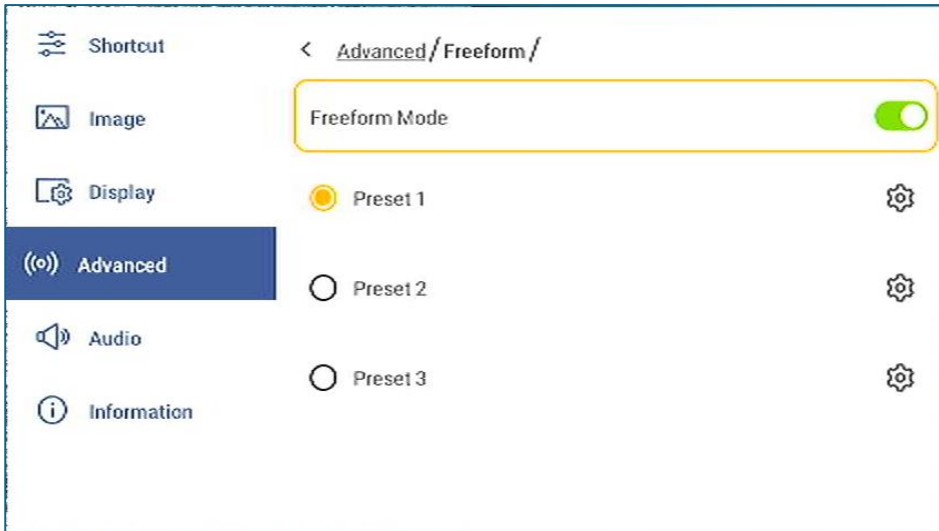 Shortcut
Image
Display
Advanced
Audio
Information
Advanced/Freeform/
Freeform Mode
Preset 1
Preset 2
Preset 3